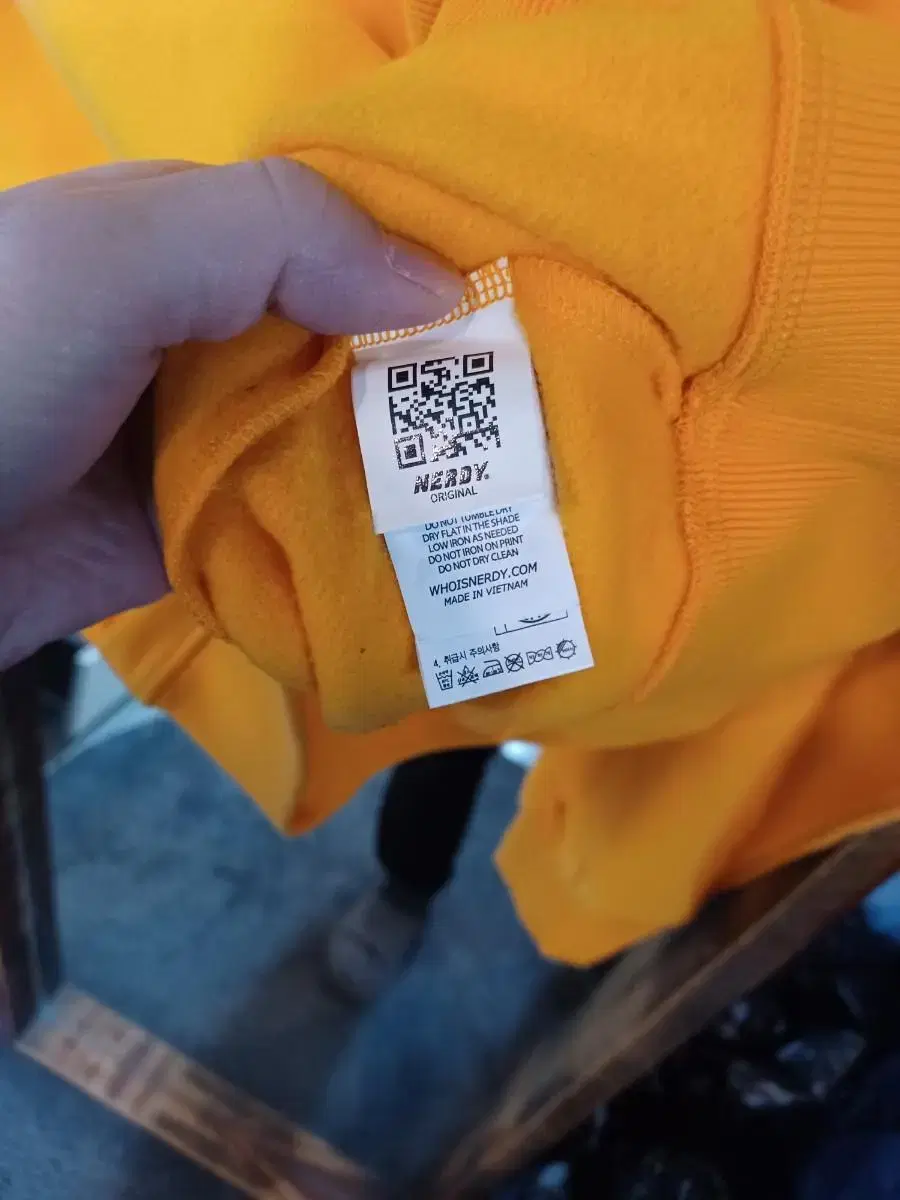 NERDY.
ORIGINAL
DO NOT TUMBLE DRY
DRY FLAT IN THE SHADE
LOW IRON AS NEEDED
DO NOT IRON ON PRINT
DO NOT DRY CLEAN
WHOISNERDY.COM
MADE IN VIETNAM
4. 취급시 주의사항